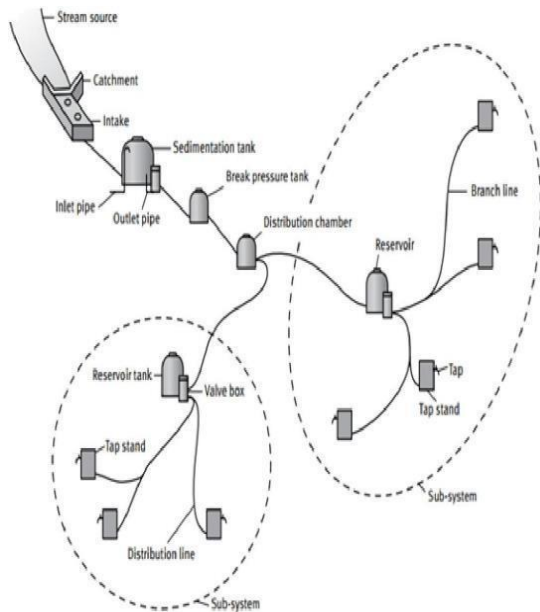 Stream source
Catchment
Intake
Sedimentation tank
Break pressure tank
Inlet pipe
Outlet pipe
Distribution chamber
Branch line
Reservoir
Reservoir tank
Valve box
Tap
Tap stand
Tap stand
Sub-system
Distribution line
Sub-system